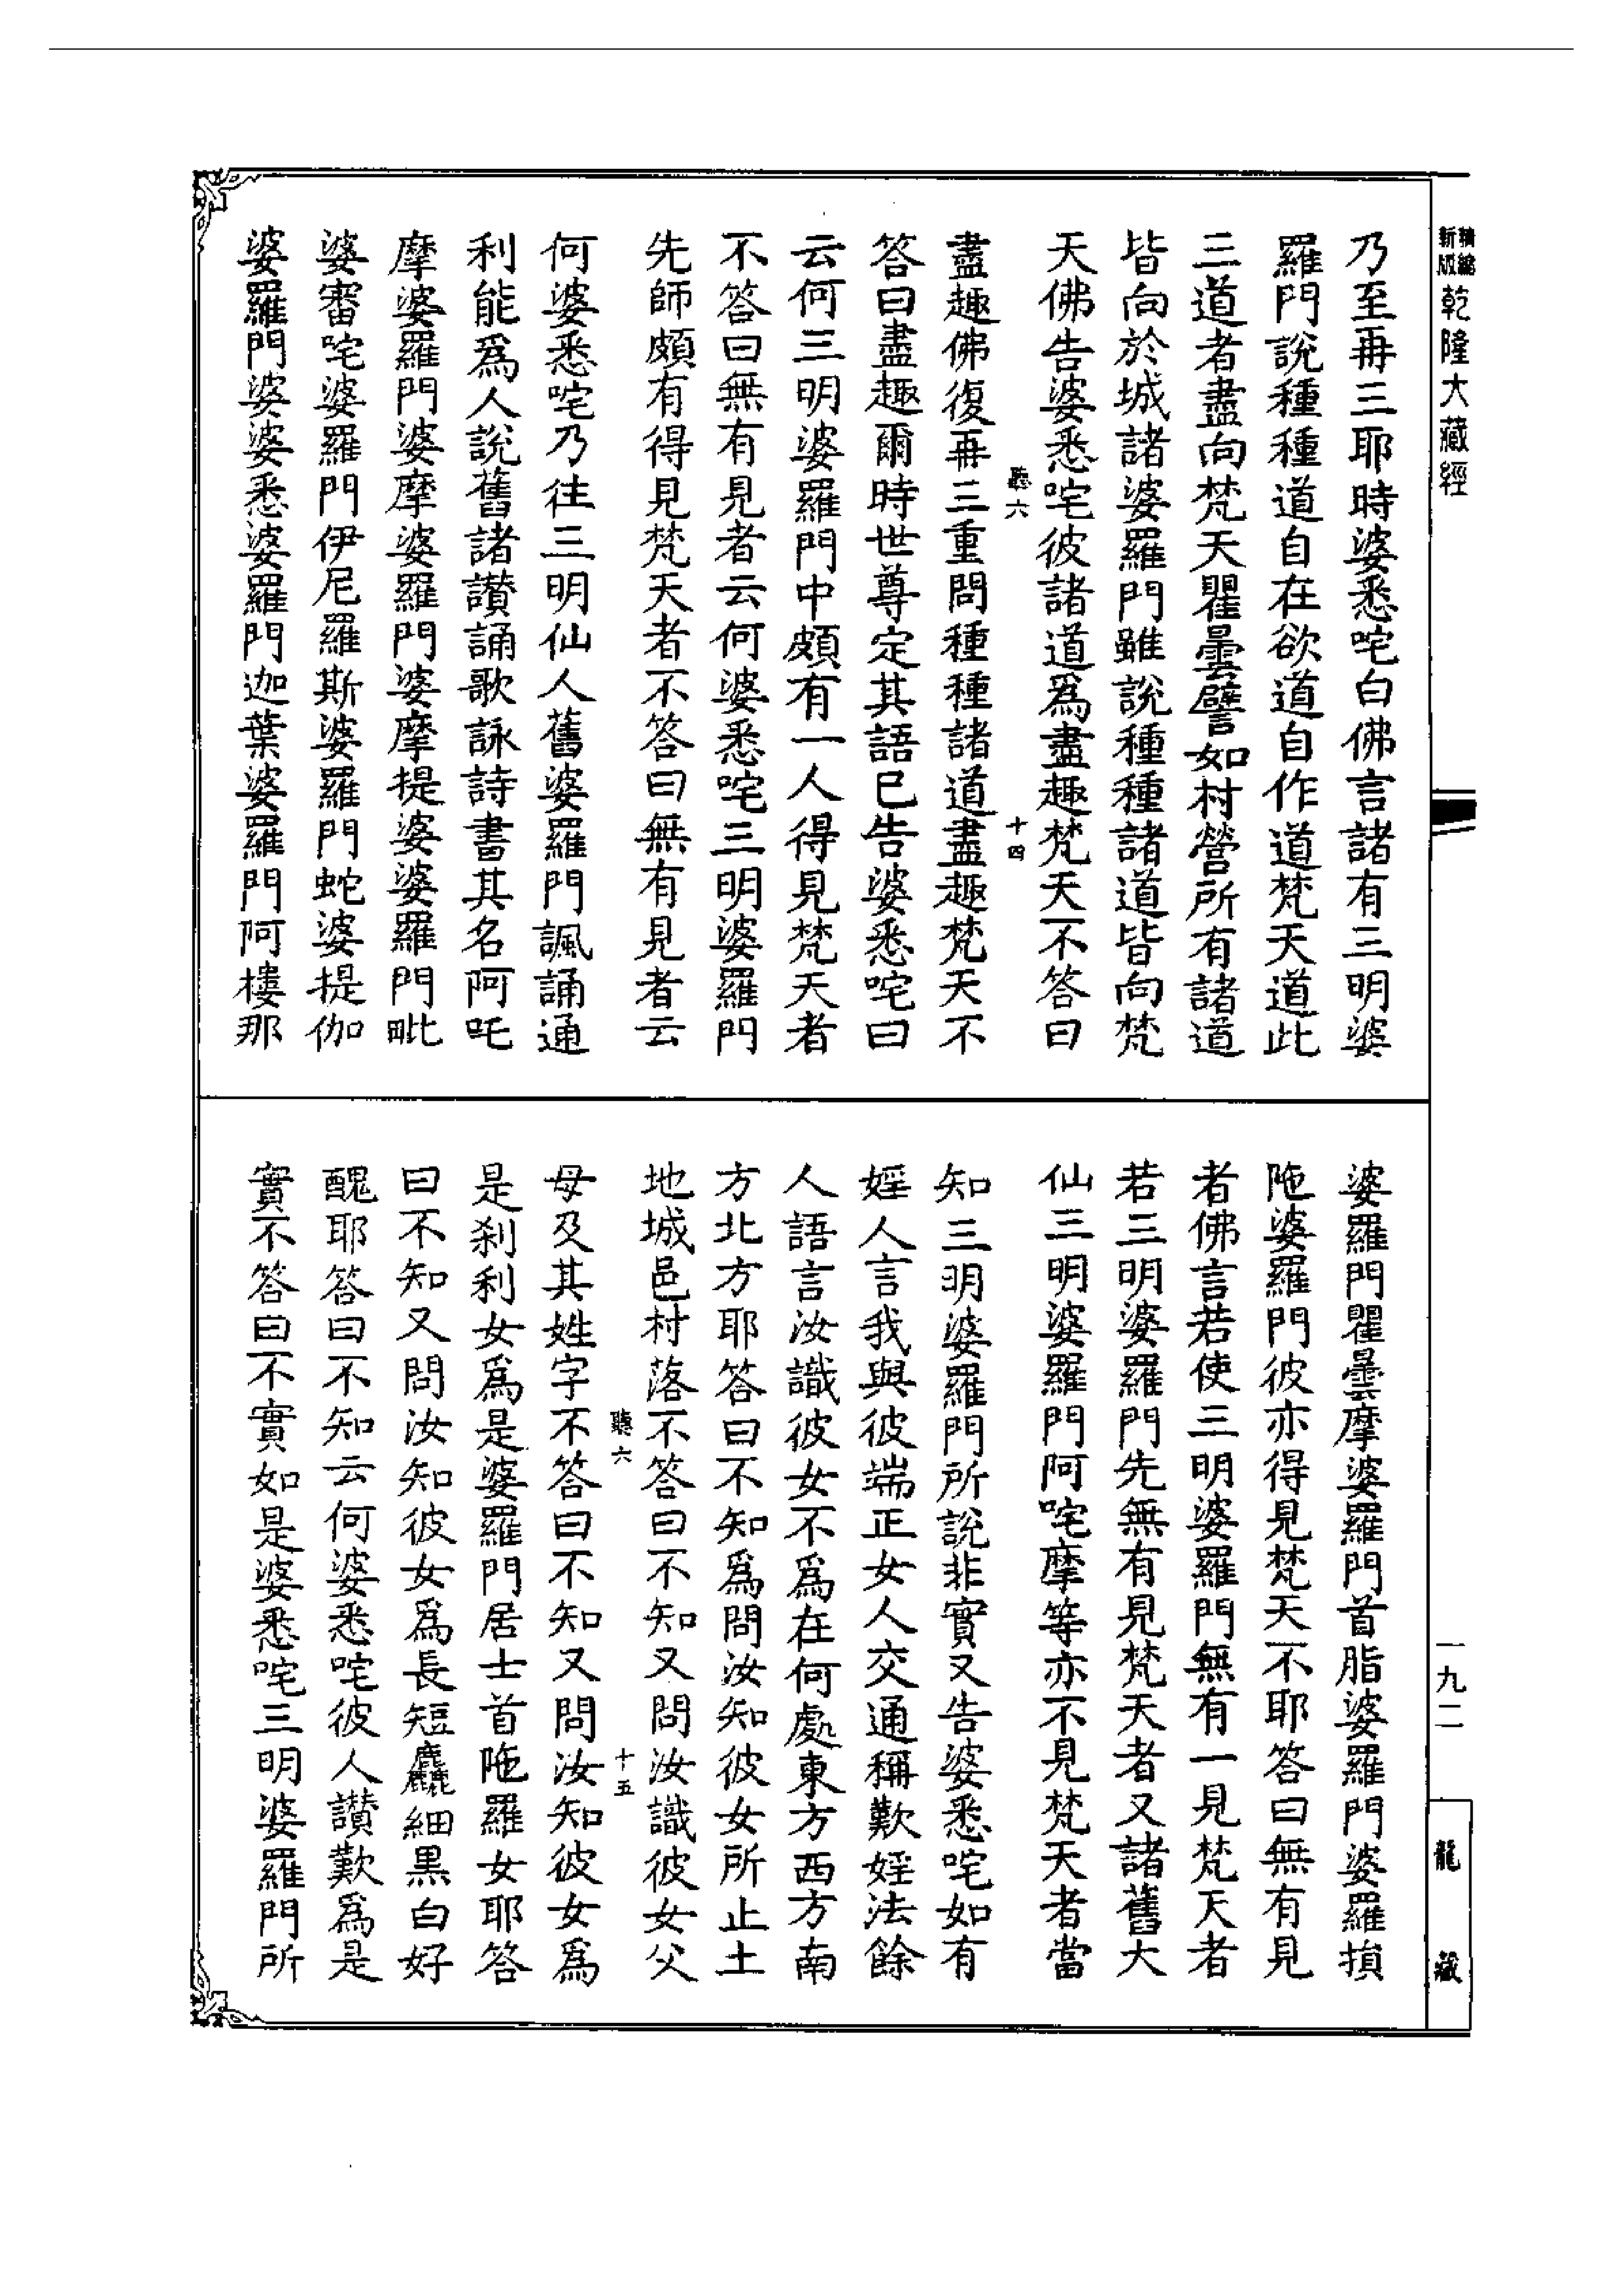 新編縮版乾隆大藏經
乃至再三耶時婆悉咤白佛言諸有三明婆
羅門說種種道自在欲道自作道梵天道此
三道者盡向梵天瞿曇譬如村營所有諸道
皆向於城諸婆羅門雖說種種諸道皆向梵
天佛告婆悉咤彼諸道爲盡趣梵天不答曰
聽六 十四
盡趣佛復再三重問種種諸道盡趣梵天不
答曰盡趣爾時世尊定其語已告婆悉咤曰
云何三明婆羅門中頗有一人得見梵天者
不答曰無有見者云何婆悉咤三明婆羅門
先師頗有得見梵天者不答曰無有見者云
何婆悉咤乃往三明仙人舊婆羅門諷誦通
利能爲人說舊諸讚誦歌詠詩書其名阿吒
摩婆羅門婆摩婆羅門婆摩提婆婆羅門毗
婆審咤婆羅門伊尼羅斯婆羅門蛇婆提伽
婆羅門婆婆悉婆羅門迦葉婆羅門阿樓那
婆羅門瞿曇摩婆羅門首脂婆羅門婆羅損
陁婆羅門彼亦得見梵天不耶答曰無有見
者佛言若使三明婆羅門無有一見梵天者
若三明婆羅門先無有見梵天者又諸舊大
仙三明婆羅門阿咤摩等亦不見梵天者當
知三明婆羅門所說非實又告婆悉咤如有
婬人言我與彼端正女人交通稱歎婬法餘
人語言汝識彼女不爲在何處東方西方南
方北方耶答曰不知爲問汝知彼女所止土
地城邑村落不答曰不知又問汝識彼女父
聽六 十五
母及其姓字不答曰不知又問汝知彼女爲
是刹利女爲是婆羅門居士首陁羅女耶答
曰不知又問汝知彼女爲長短麤細黑白好
醜耶答曰不知云何婆悉咤彼人讚歎爲是
實不答曰不實如是婆悉咤三明婆羅門所
一九二
龍藏